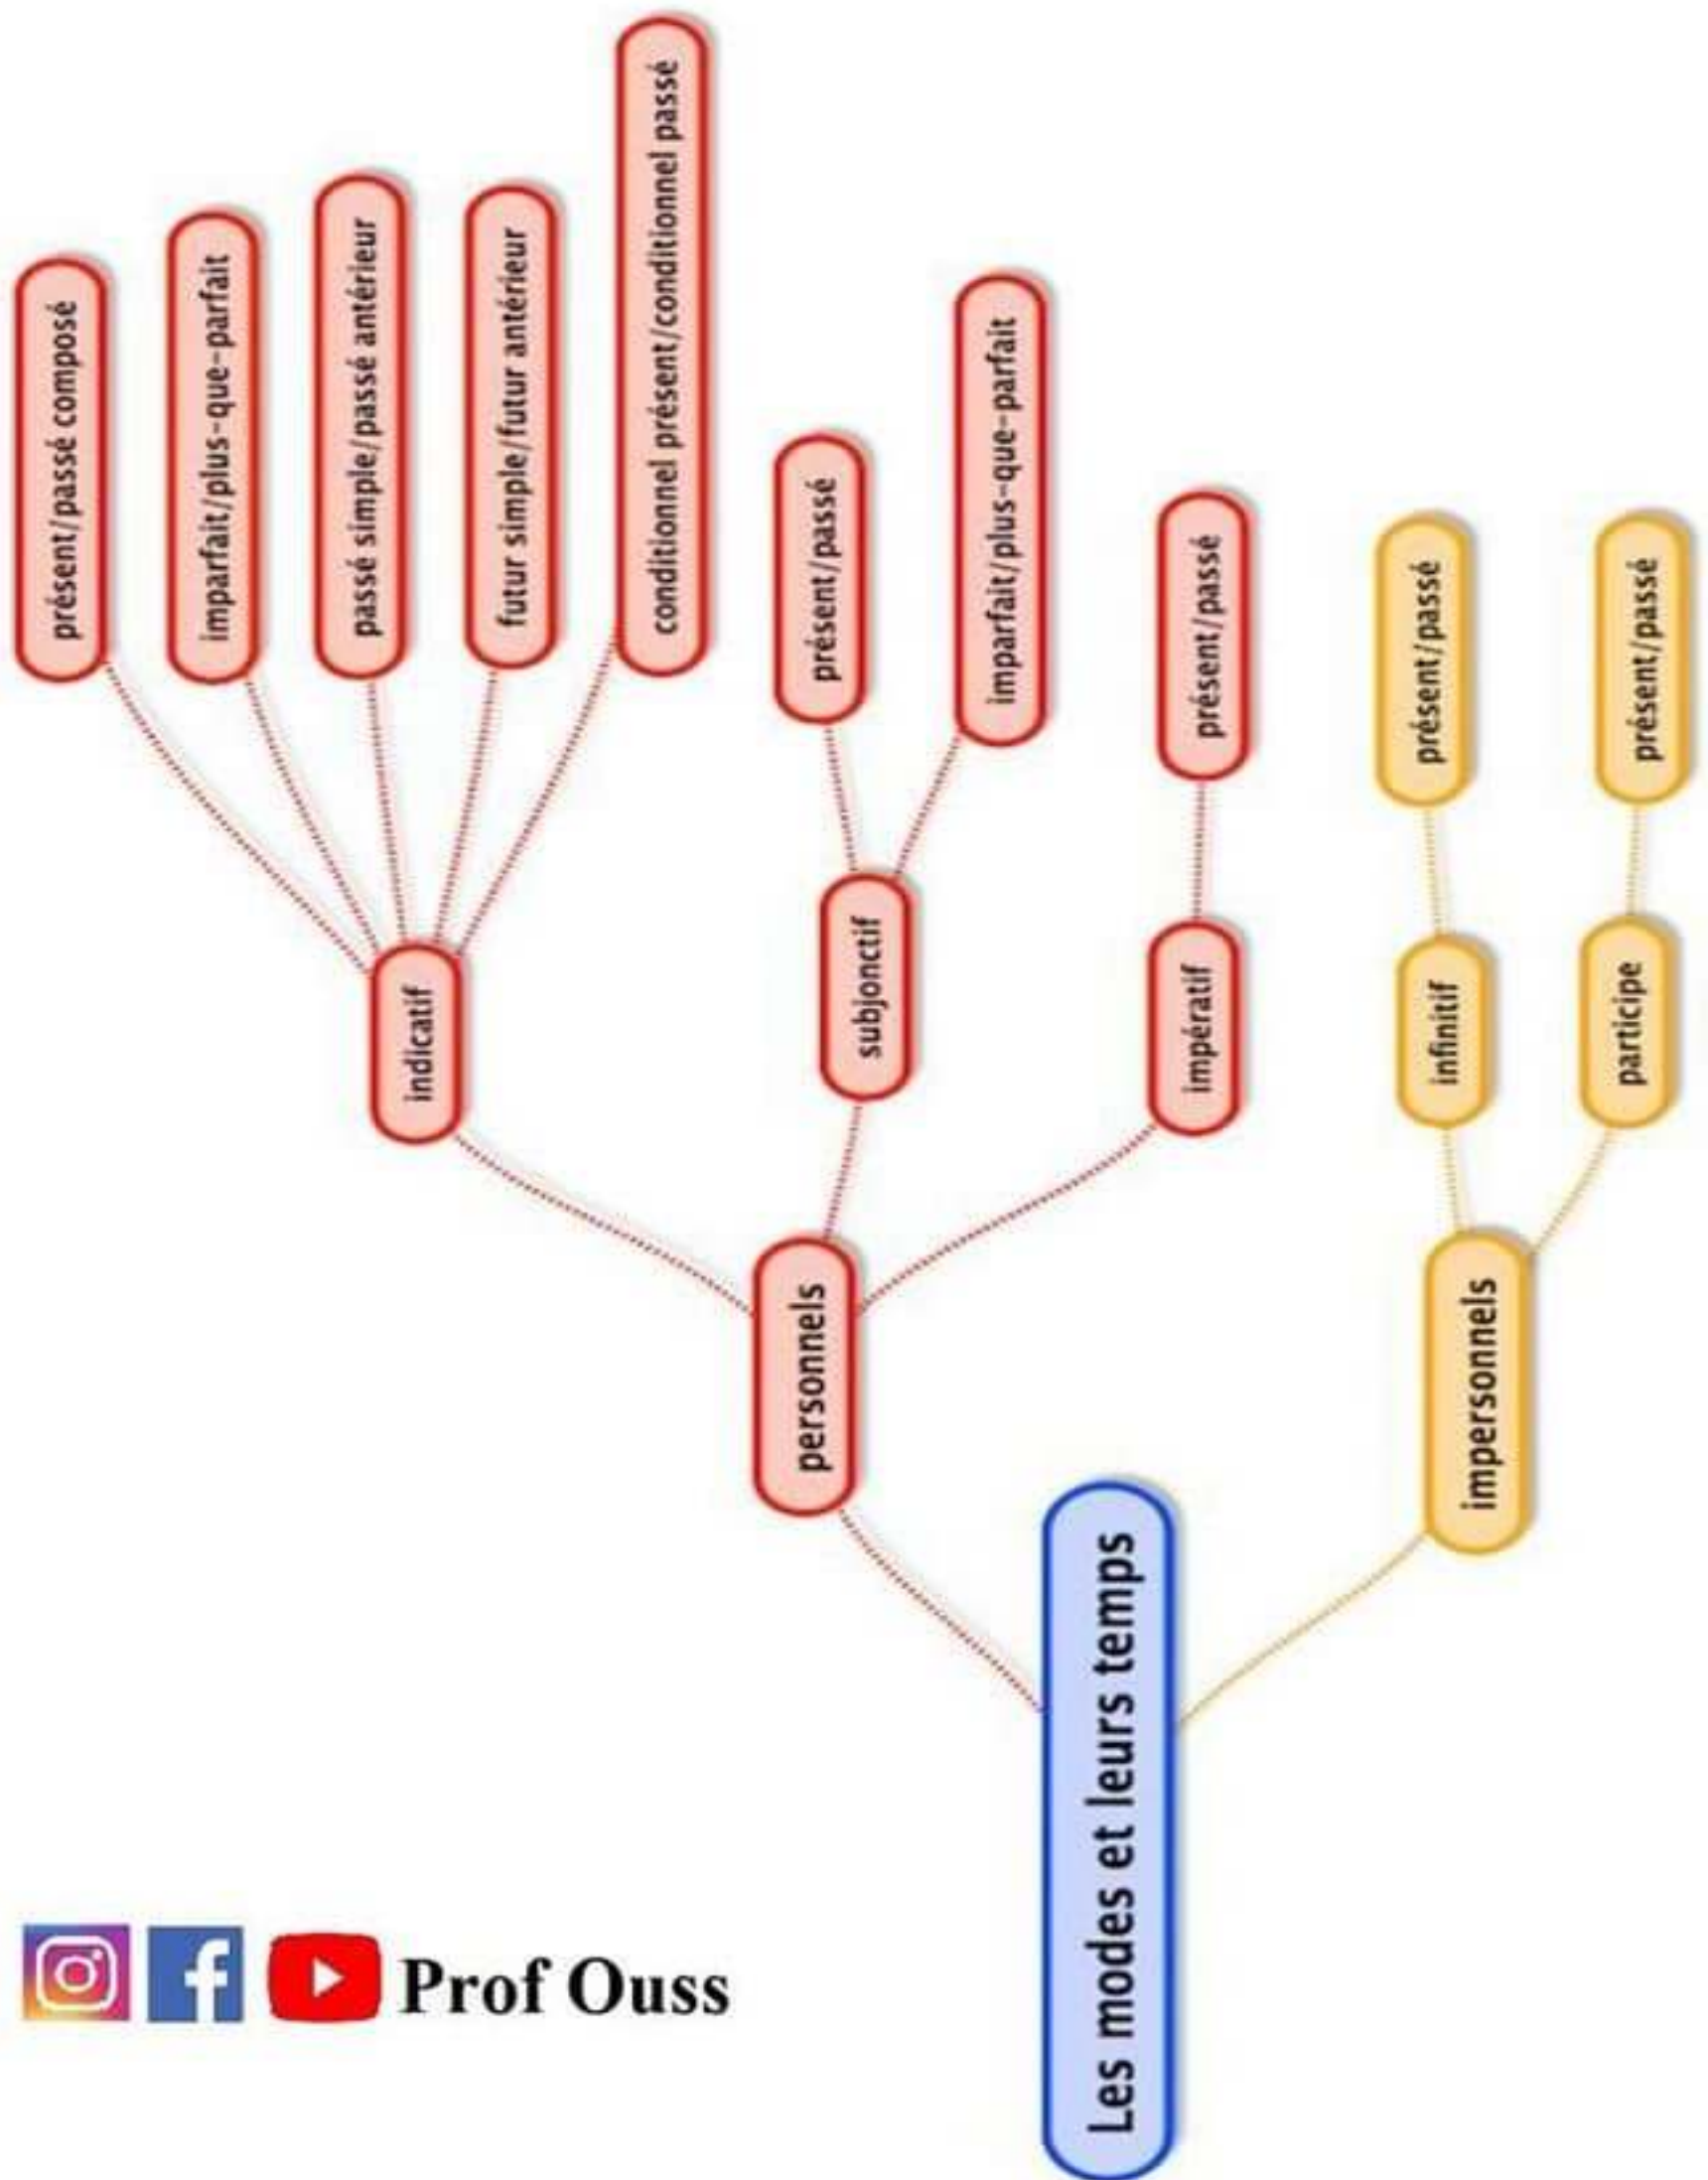 Les modes et leurs temps
personnels
indicatif
présent/passé composé
imparfait/plus-que-parfait
passé simple/passé antérieur
futur simple/futur antérieur
conditionnel présent/conditionnel passé
subjonctif
présent/passé
imparfait/plus-que-parfait
impératif
présent/passé
impersonnels
infinitif
présent/passé
participe
présent/passé
Prof Ouss